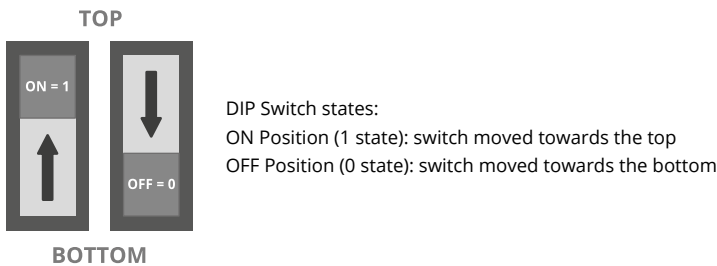 TOP
ON = 1
OFF = 0
BOTTOM
DIP Switch states:
ON Position (1 state): switch moved towards the top
OFF Position (0 state): switch moved towards the bottom